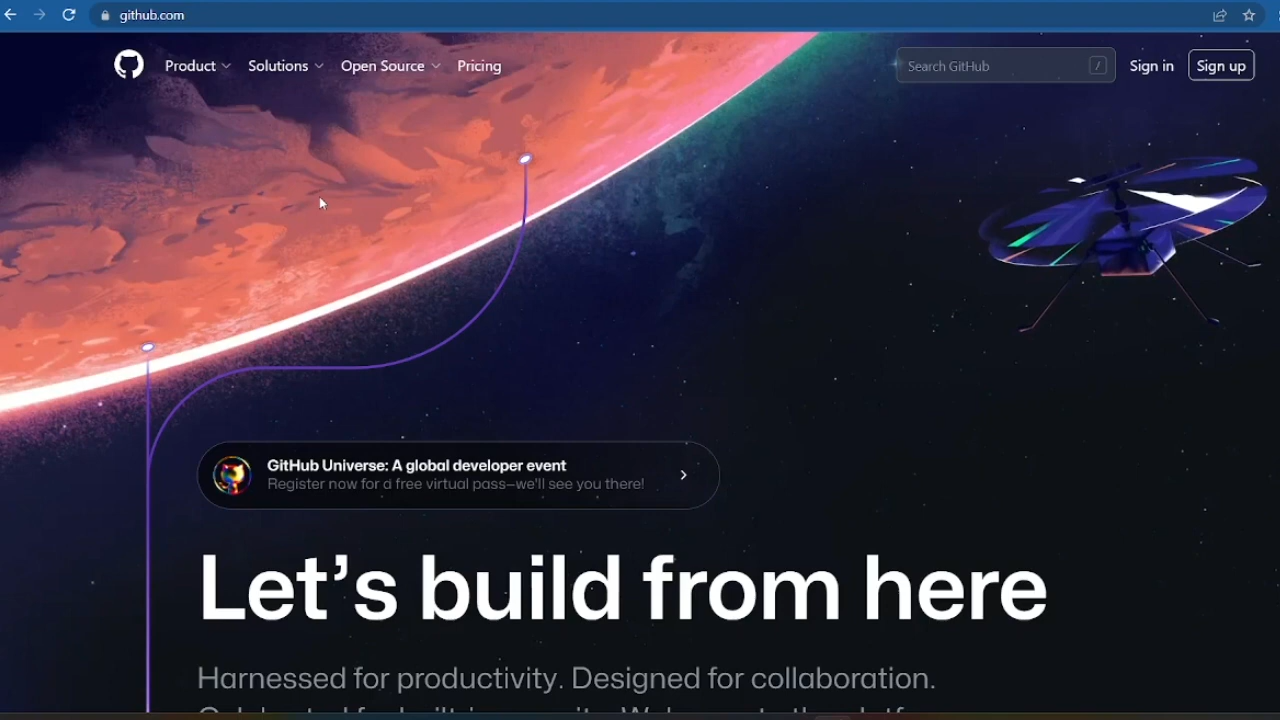 github.com
Product Solutions Open Source Pricing Search GitHub / Sign in Sign up
GitHub Universe: A global developer event
Register now for a free virtual pass—we'll see you there!
Let's build from here
Harnessed for productivity. Designed for collaboration.